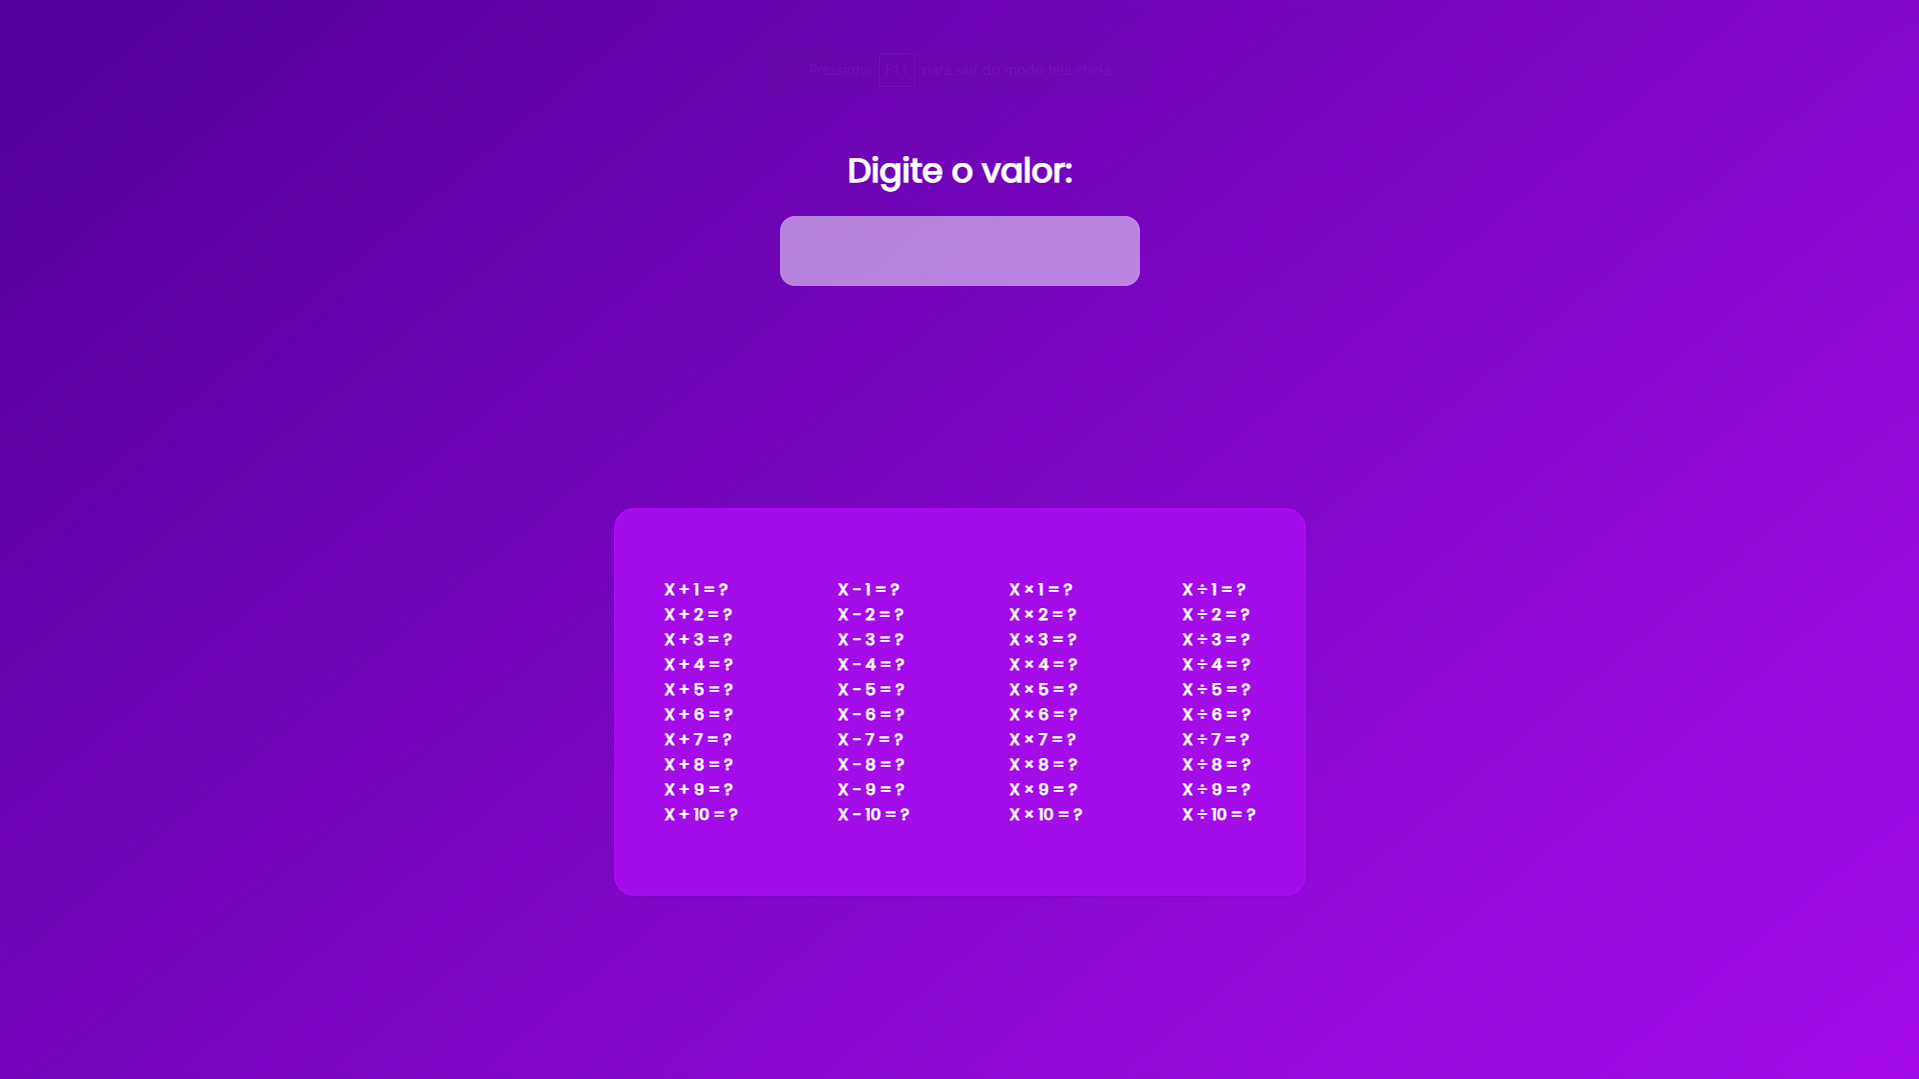 Pressione F11 para sair do modo tela cheia
Digite o valor:
X + 1 = ?
X + 2 = ?
X + 3 = ?
X + 4 = ?
X + 5 = ?
X + 6 = ?
X + 7 = ?
X + 8 = ?
X + 9 = ?
X + 10 = ?
X - 1 = ?
X - 2 = ?
X - 3 = ?
X - 4 = ?
X - 5 = ?
X - 6 = ?
X - 7 = ?
X - 8 = ?
X - 9 = ?
X - 10 = ?
X × 1 = ?
X × 2 = ?
X × 3 = ?
X × 4 = ?
X × 5 = ?
X × 6 = ?
X × 7 = ?
X × 8 = ?
X × 9 = ?
X × 10 = ?
X ÷ 1 = ?
X ÷ 2 = ?
X ÷ 3 = ?
X ÷ 4 = ?
X ÷ 5 = ?
X ÷ 6 = ?
X ÷ 7 = ?
X ÷ 8 = ?
X ÷ 9 = ?
X ÷ 10 = ?